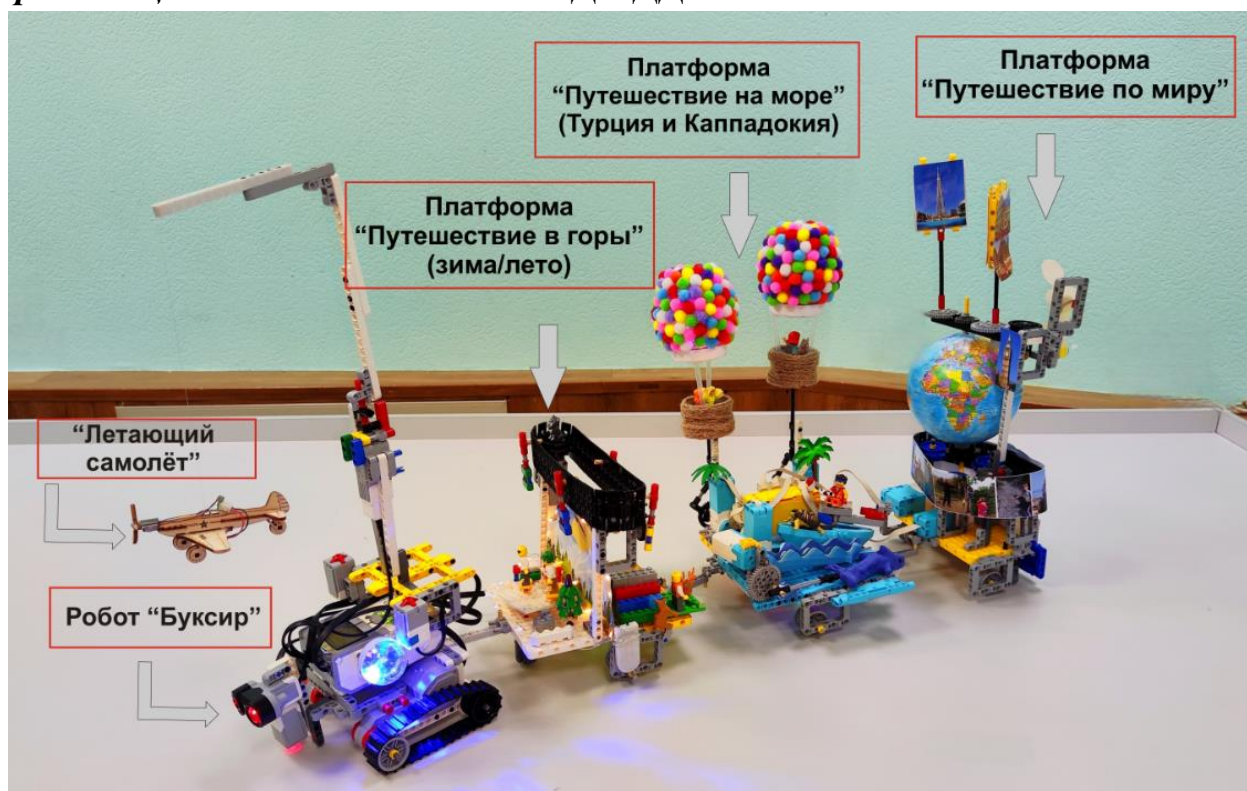 Платформа
“Путешествие на море”
(Турция и Каппадокия)
Платформа
“Путешествие по миру”
Платформа
“Путешествие в горы”
(зима/лето)
“Летающий
самолёт”
Робот “Буксир”